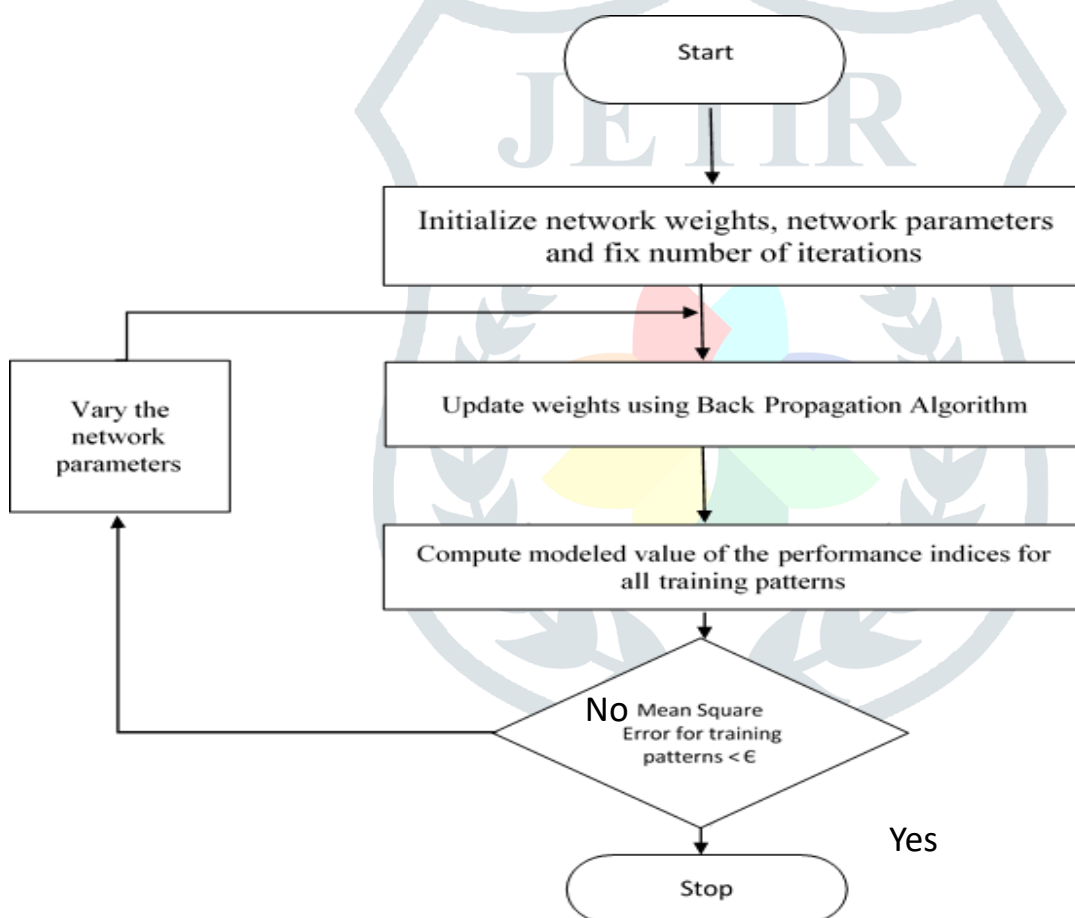 Start
JETIR
Initialize network weights, network parameters
and fix number of iterations
Vary the
network
parameters
Update weights using Back Propagation Algorithm
Compute modeled value of the performance indices for
all training patterns
No
Mean Square
Error for training
patterns < €
Yes
Stop